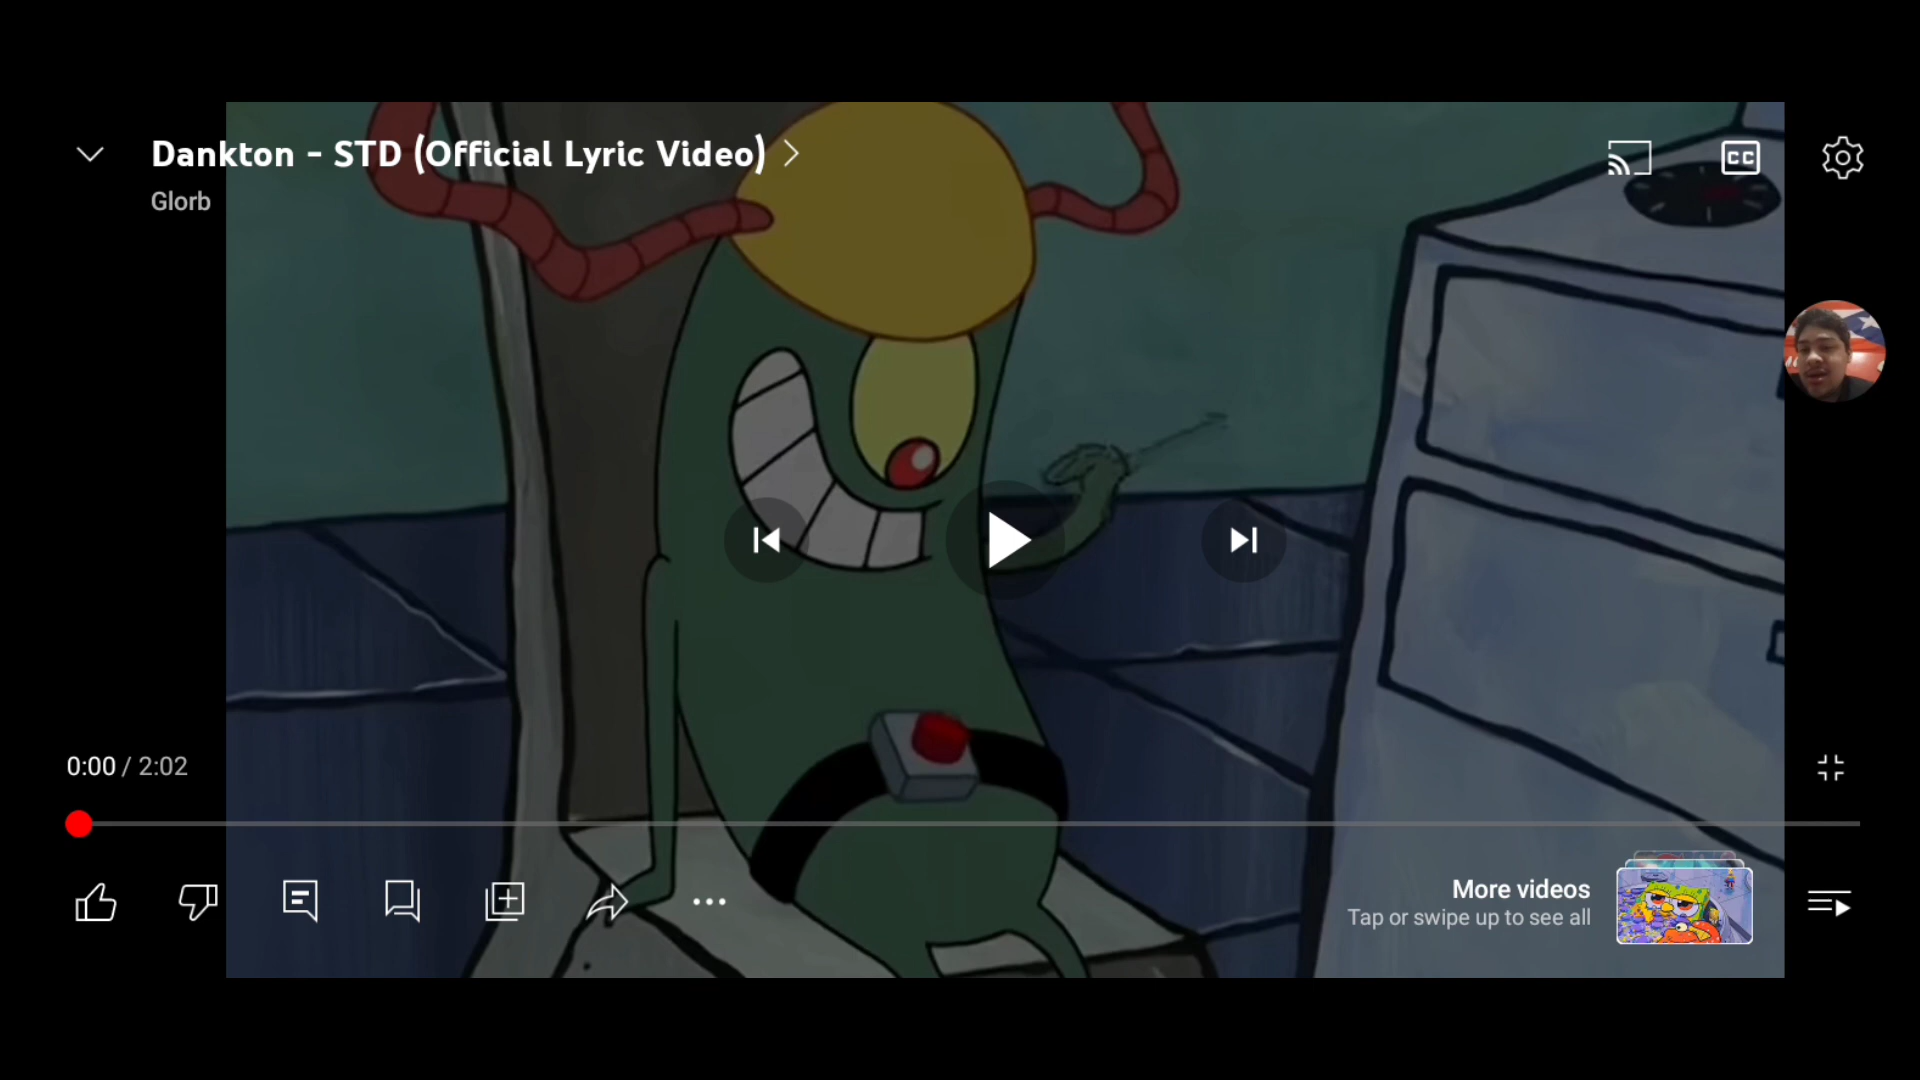 Dankton - STD (Official Lyric Video)
Glorb
CC
0:00 / 2:02
More videos
Tap or swipe up to see all